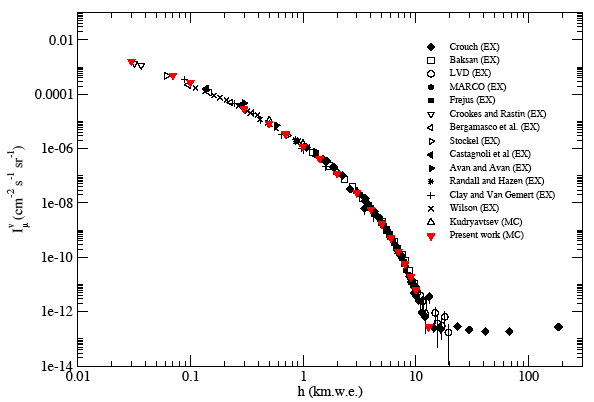 0.01
0.0001
1e-06
1e-08
1e-10
1e-12
1e-14
I_μ^v (cm^-2 s^-1 sr^-1)
Crouch (EX)
Baksan (EX)
LVD (EX)
MARCO (EX)
Frejus (EX)
Crookes and Rastin (EX)
Bergamasco et al. (EX)
Stockel (EX)
Castagnoli et al (EX)
Avan and Avan (EX)
Randall and Hazen (EX)
Clay and Van Gemert (EX)
Wilson (EX)
Kudryavtsev (MC)
Present work (MC)
0.01 0.1 1 10 100
h (km.w.e.)